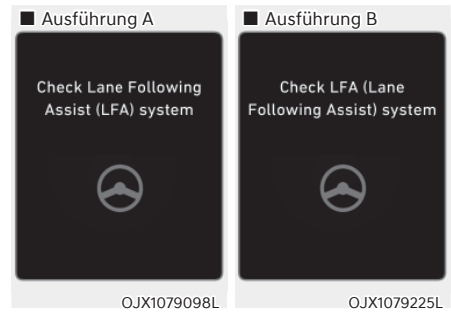 ■ Ausführung A
Check Lane Following
Assist (LFA) system
OJX1079098L
■ Ausführung B
Check LFA (Lane
Following Assist) system
OJX1079225L